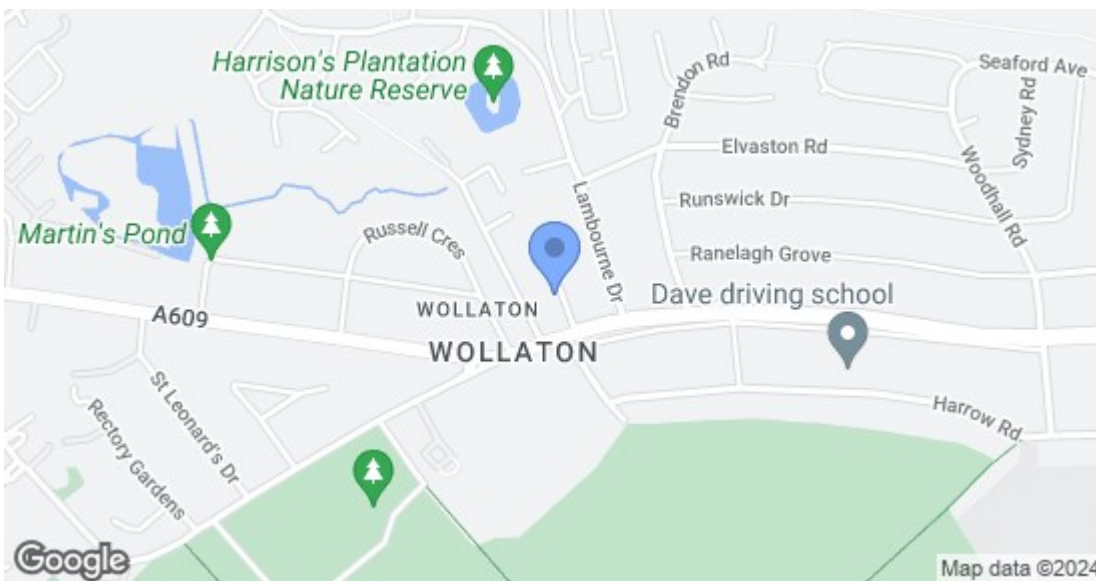 Harrison's Plantation
Nature Reserve
Brendon Rd
Seaford Ave
Sydney Rd
Elvaston Rd
Woodhall Rd
Lambourne Dr
Runswick Dr
Martin's Pond
Russell Cres
Ranelagh Grove
WOLLATON
Dave driving school
A609
WOLLATON
St Leonard's Dr
Rectory Gardens
Harrow Rd
Google
Map data ©2024